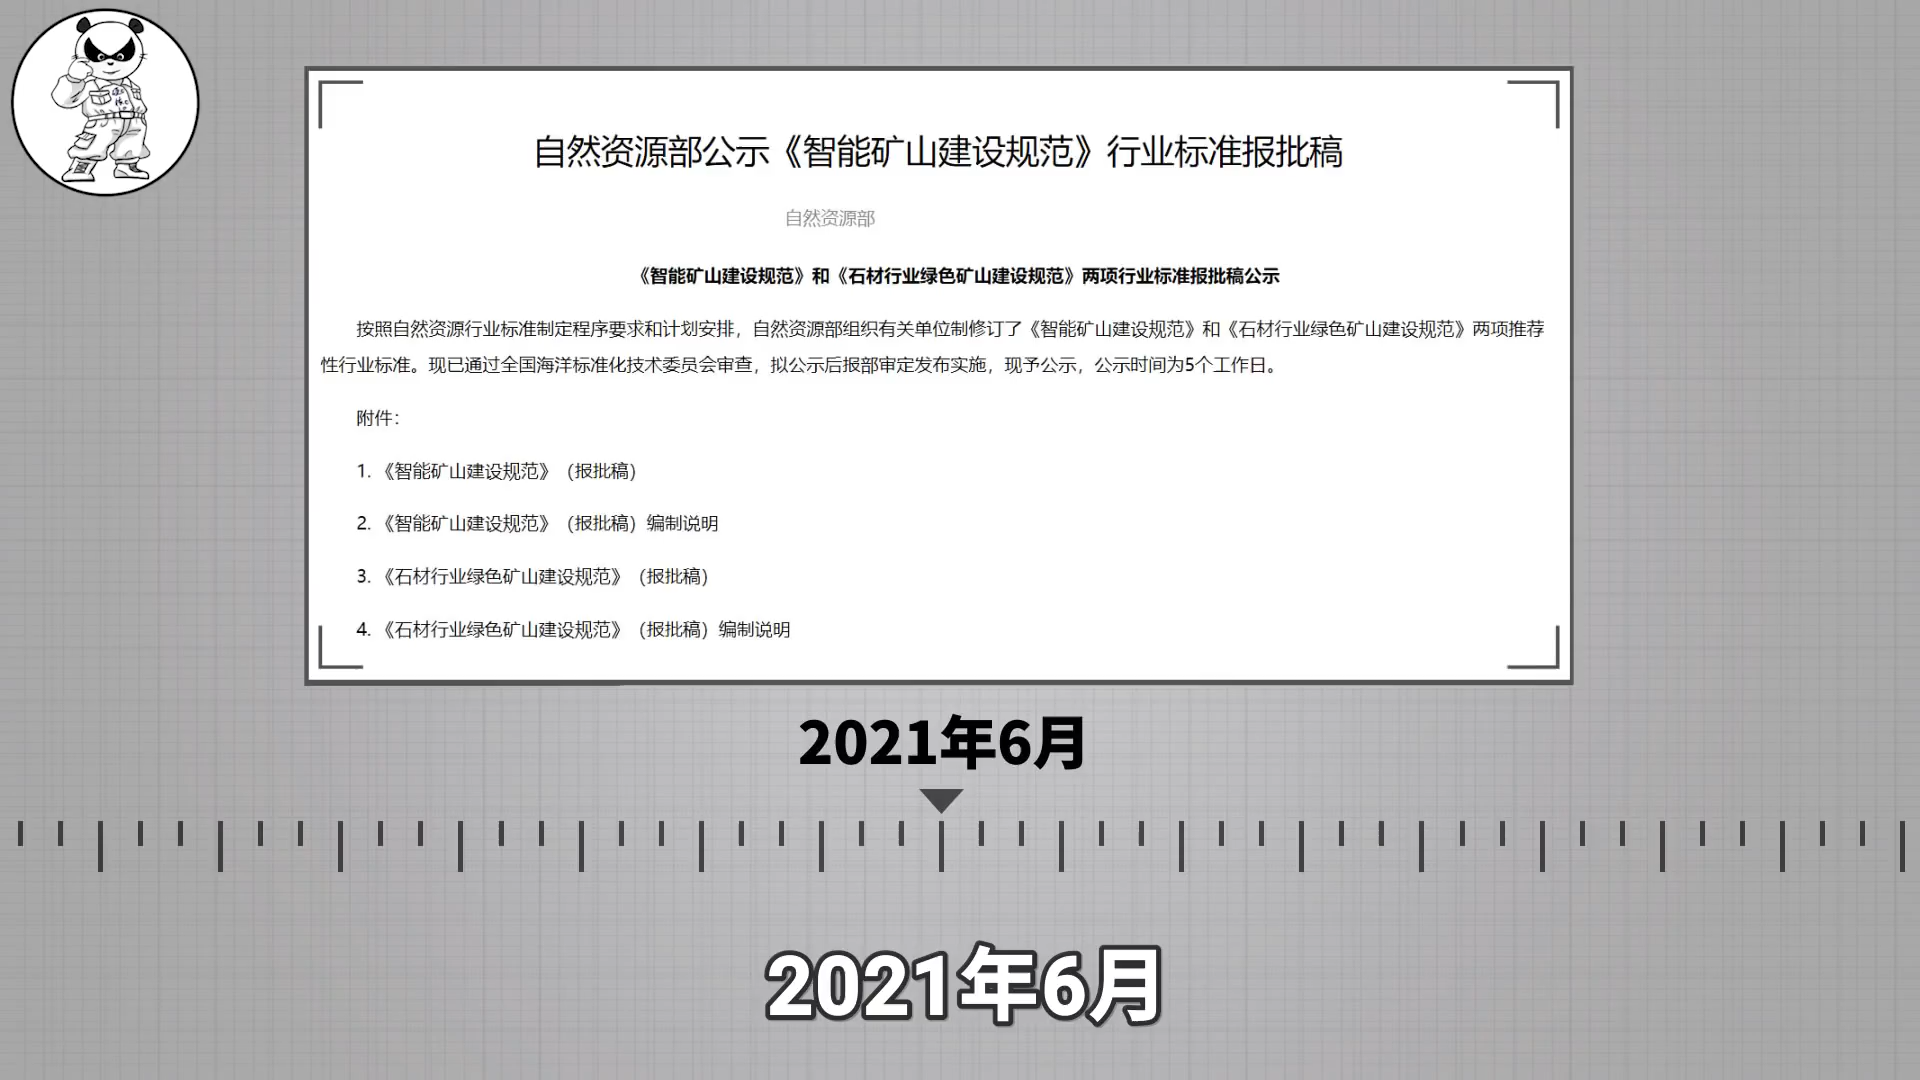 自然资源部公示《智能矿山建设规范》行业标准报批稿
自然资源部
《智能矿山建设规范》和《石材行业绿色矿山建设规范》两项行业标准报批稿公示
按照自然资源行业标准制定程序要求和计划安排，自然资源部组织有关单位制修订了《智能矿山建设规范》和《石材行业绿色矿山建设规范》两项推荐
性行业标准。现已通过全国海洋标准化技术委员会审查，拟公示后报部审定发布实施，现予公示，公示时间为5个工作日。
附件：
1. 《智能矿山建设规范》（报批稿）
2. 《智能矿山建设规范》（报批稿）编制说明
3. 《石材行业绿色矿山建设规范》（报批稿）
4. 《石材行业绿色矿山建设规范》（报批稿）编制说明
2021年6月
2021年6月